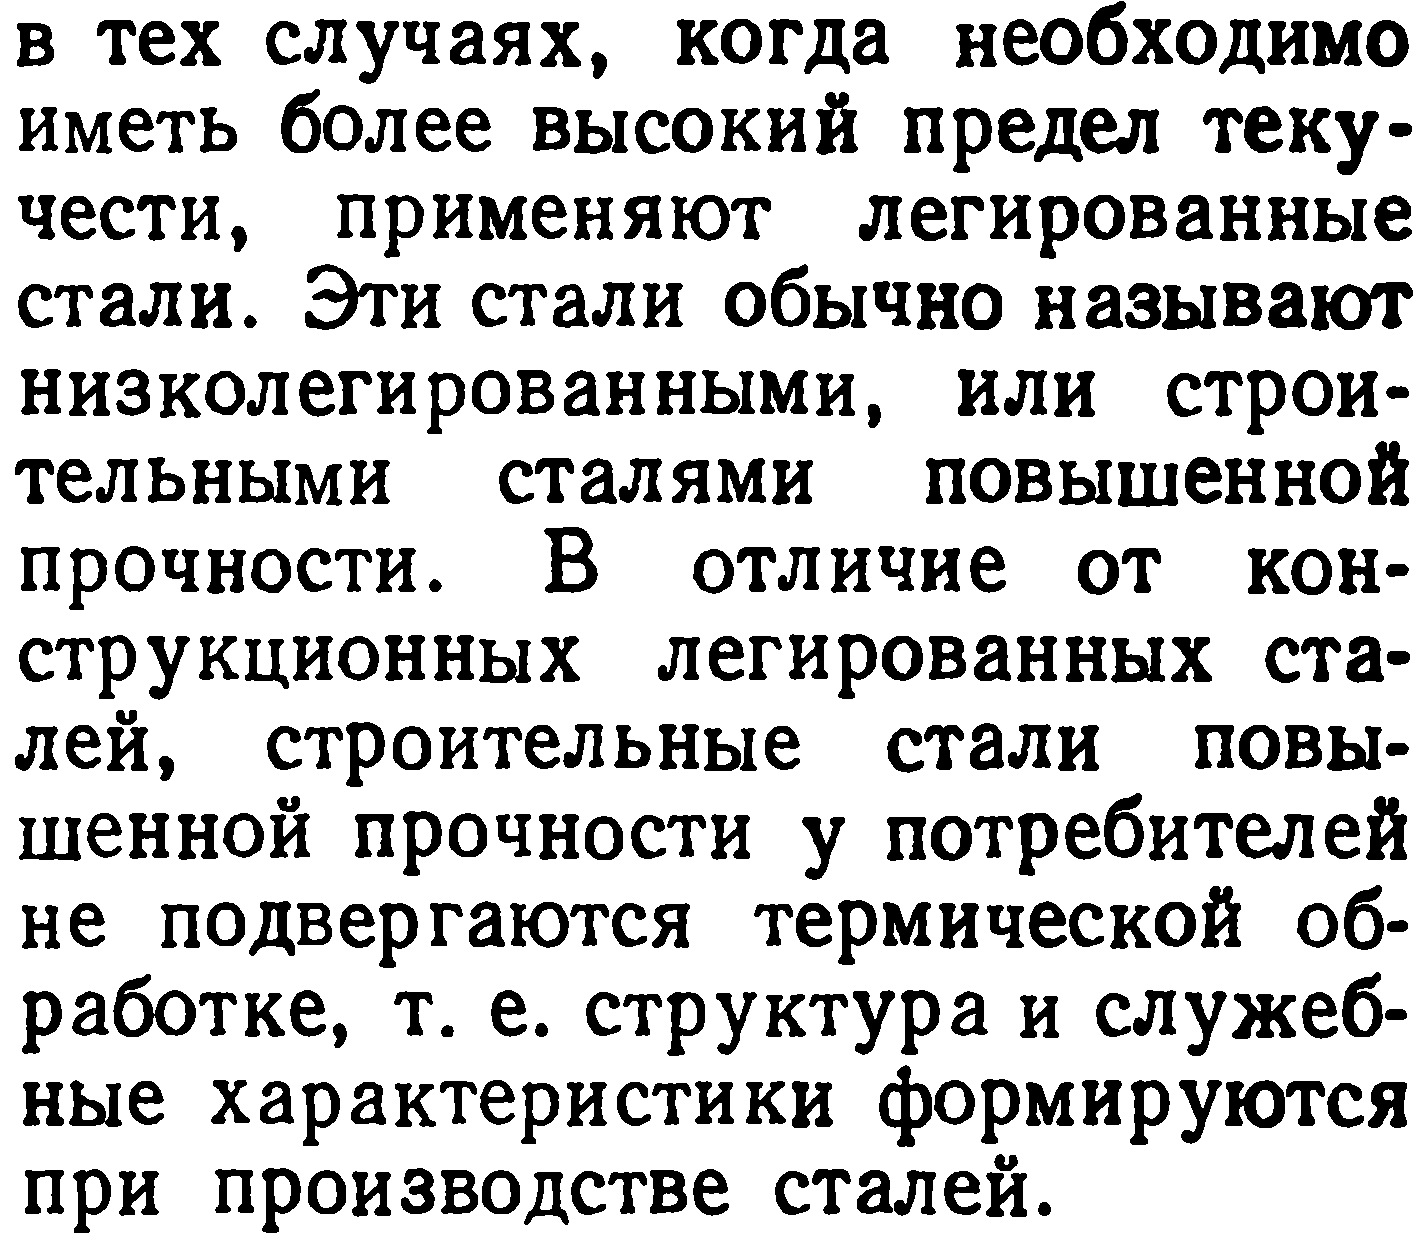 в тех случаях, когда необходимо
иметь более высокий предел теку-
чести, применяют легированные
стали. Эти стали обычно называют
низколегированными, или строи-
тельными сталями повышенной
прочности. В отличие от кон-
струкционных легированных ста-
лей, строительные стали повы-
шенной прочности у потребителей
не подвергаются термической об-
работке, т. е. структура и служеб-
ные характеристики формируются
при производстве сталей.